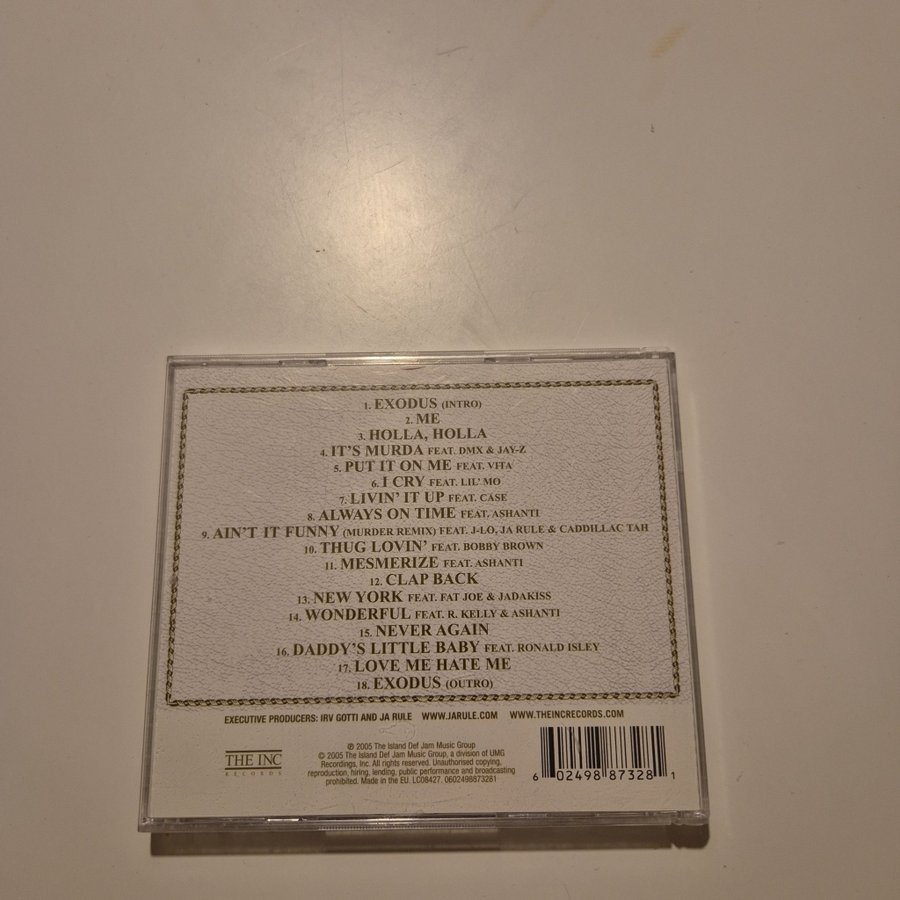 1. EXODUS (INTRO)
2. ME
3. HOLLA, HOLLA
4. IT'S MURDA FEAT. DMX & JAY-Z
5. PUT IT ON ME FEAT. VITA
6. I CRY FEAT. LIL' MO
7. LIVIN' IT UP FEAT. CASE
8. ALWAYS ON TIME FEAT. ASHANTI
9. AIN'T IT FUNNY (MURDER REMIX) FEAT. J-LO, JA RULE & CADDILLAC TAH
10. THUG LOVIN' FEAT. BOBBY BROWN
11. MESMERIZE FEAT. ASHANTI
12. CLAP BACK
13. NEW YORK FEAT. FAT JOE & JADAKISS
14. WONDERFUL FEAT. R. KELLY & ASHANTI
15. NEVER AGAIN
16. DADDY'S LITTLE BABY FEAT. RONALD ISLEY
17. LOVE ME HATE ME
18. EXODUS (OUTRO)
EXECUTIVE PRODUCERS: IRV GOTTI AND JA RULE WWW.JARULE.COM WWW.THEINCRECORDS.COM
THE INC
RECORDS
℗ 2005 The Island Def Jam Music Group
© 2005 The Island Def Jam Music Group, a division of UMG
Recordings, Inc. All rights reserved. Unauthorised copying,
reproduction, hiring, lending, public performance and broadcasting
prohibited. Made in the EU. LC08427. 0602498873281
6 02498 87328 1